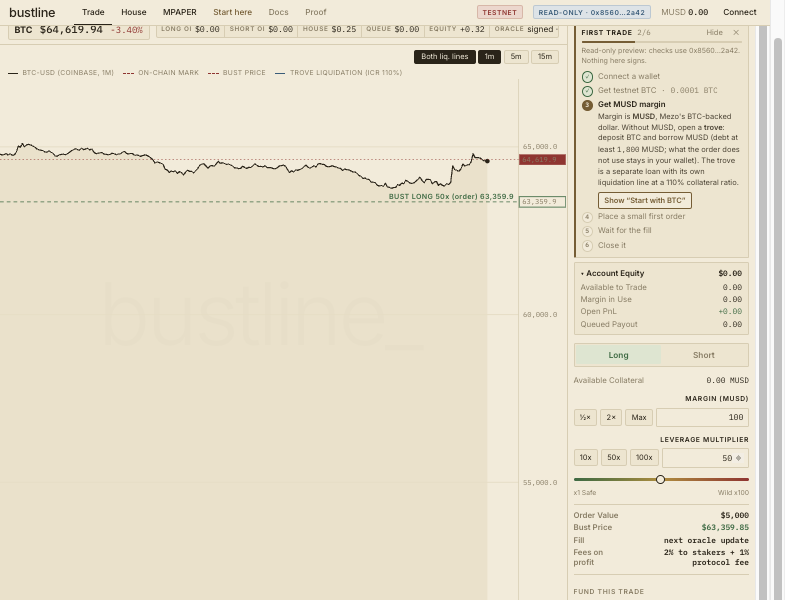 bustline
Trade House MPAPER Start here Docs Proof
TESTNET READ-ONLY · 0x8560…2a42 MUSD 0.00 Connect
BTC $64,619.94 -3.40%
LONG OI $0.00 SHORT OI $0.00 HOUSE $0.25 QUEUE $0.00 EQUITY +0.32 ORACLE signed ·
Both liq. lines 1m 5m 15m
BTC-USD (COINBASE, 1M) ON-CHAIN MARK BUST PRICE TROVE LIQUIDATION (ICR 110%)
65,000.0
64,619.9
BUST LONG 50x (order) 63,359.9
63,359.9
60,000.0
55,000.0
bustline_
FIRST TRADE 2/6 Hide ×
Read-only preview: checks use 0x8560…2a42.
Nothing here signs.
Connect a wallet
Get testnet BTC · 0.0001 BTC
3 Get MUSD margin
Margin is MUSD, Mezo's BTC-backed
dollar. Without MUSD, open a trove:
deposit BTC and borrow MUSD (debt at
least 1,800 MUSD; what the order does
not use stays in your wallet). The trove
is a separate loan with its own
liquidation line at a 110% collateral ratio.
Show "Start with BTC"
4 Place a small first order
5 Wait for the fill
6 Close it
Account Equity $0.00
Available to Trade 0.00
Margin in Use 0.00
Open PnL +0.00
Queued Payout 0.00
Long Short
Available Collateral 0.00 MUSD
MARGIN (MUSD)
½× 2× Max 100
LEVERAGE MULTIPLIER
10x 50x 100x 50
x1 Safe Wild x100
Order Value $5,000
Bust Price $63,359.85
Fill next oracle update
Fees on profit 2% to stakers + 1% protocol fee
FUND THIS TRADE